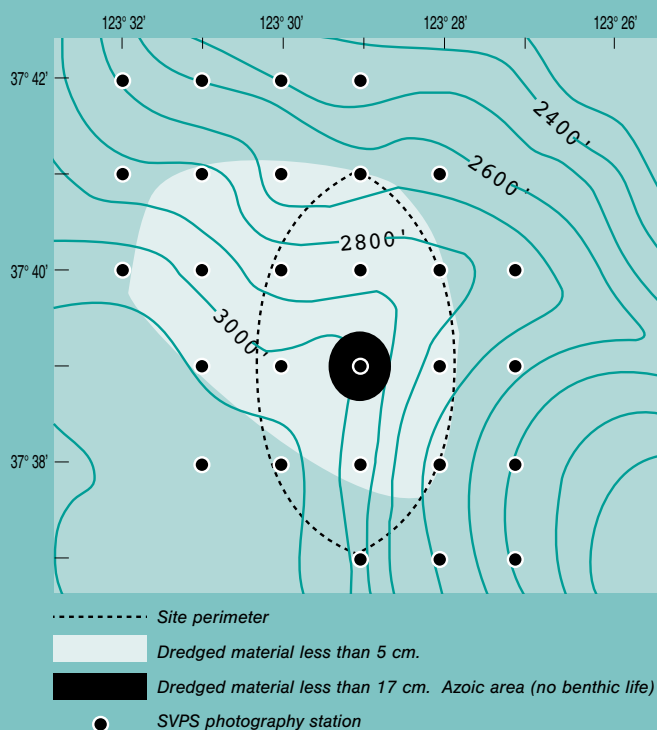 123° 32' 123° 30' 123° 28' 123° 26'
37° 42'
2400'
2600'
2800'
37° 40'
3000'
37° 38'
Site perimeter
Dredged material less than 5 cm.
Dredged material less than 17 cm. Azoic area (no benthic life)
SVPS photography station